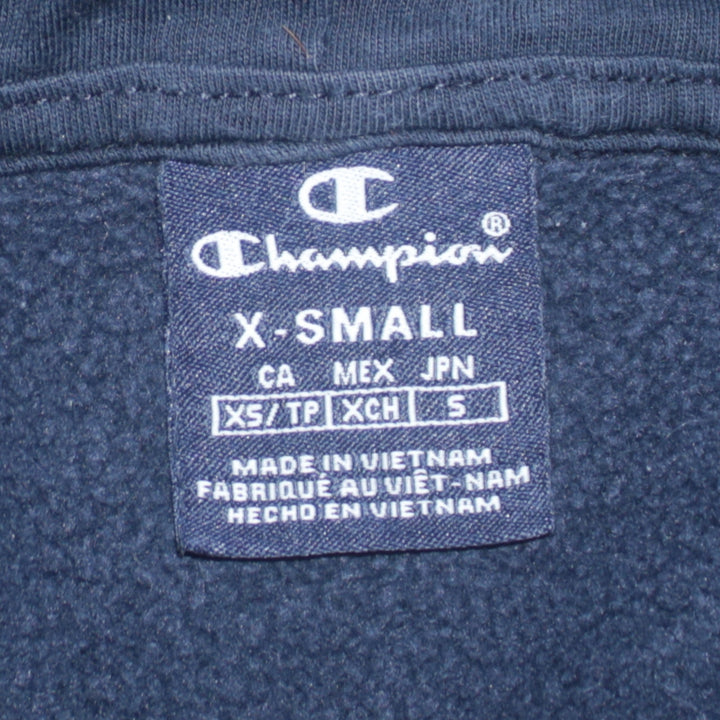 Champion®
X-SMALL
CA MEX JPN
XS/TP XCH S
MADE IN VIETNAM
FABRIQUÉ AU VIÊT-NAM
HECHO EN VIETNAM